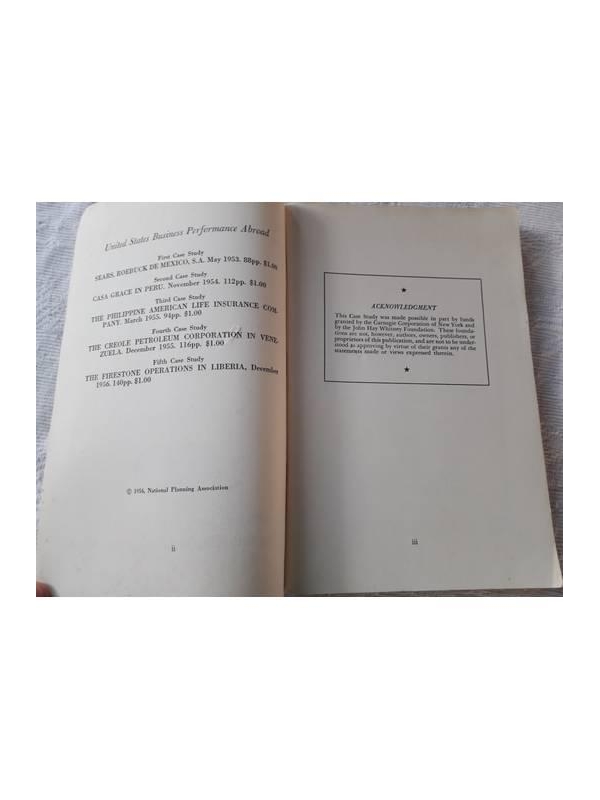 United States Business Performance Abroad
First Case Study
SEARS, ROEBUCK DE MEXICO, S.A. May 1953. 88pp. $1.00
Second Case Study
CASA GRACE IN PERU. November 1954. 112pp. $1.00
Third Case Study
THE PHILIPPINE AMERICAN LIFE INSURANCE COM-
PANY. March 1955. 94pp. $1.00
Fourth Case Study
THE CREOLE PETROLEUM CORPORATION IN VENE-
ZUELA. December 1955. 116pp. $1.00
Fifth Case Study
THE FIRESTONE OPERATIONS IN LIBERIA, December
1956. 140pp. $1.00
© 1956, National Planning Association
ii
★
ACKNOWLEDGMENT
This Case Study was made possible in part by funds
granted by the Carnegie Corporation of New York and
by the John Hay Whitney Foundation. These founda-
tions are not, however, authors, owners, publishers, or
proprietors of this publication, and are not to be under-
stood as approving by virtue of their grants any of the
statements made or views expressed therein.
★
iii